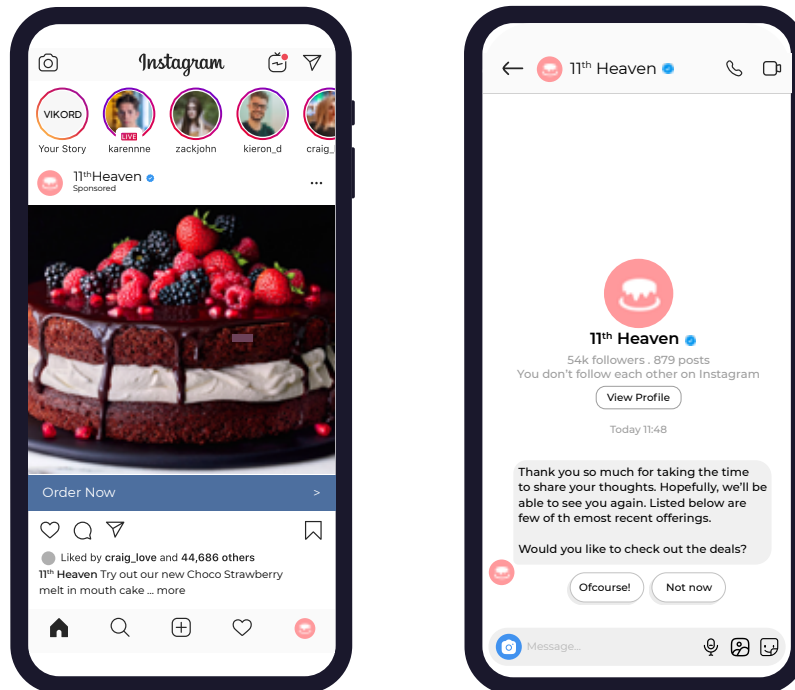 Instagram
VIKORD
LIVE
Your Story karennne zackjohn kieron_d craig_l
11thHeaven
Sponsored
Order Now >
Liked by craig_love and 44,686 others
11th Heaven Try out our new Choco Strawberry
melt in mouth cake ... more
11th Heaven
11th Heaven
54k followers . 879 posts
You don't follow each other on Instagram
View Profile
Today 11:48
Thank you so much for taking the time
to share your thoughts. Hopefully, we'll be
able to see you again. Listed below are
few of th emost recent offerings.
Would you like to check out the deals?
Ofcourse! Not now
Message...